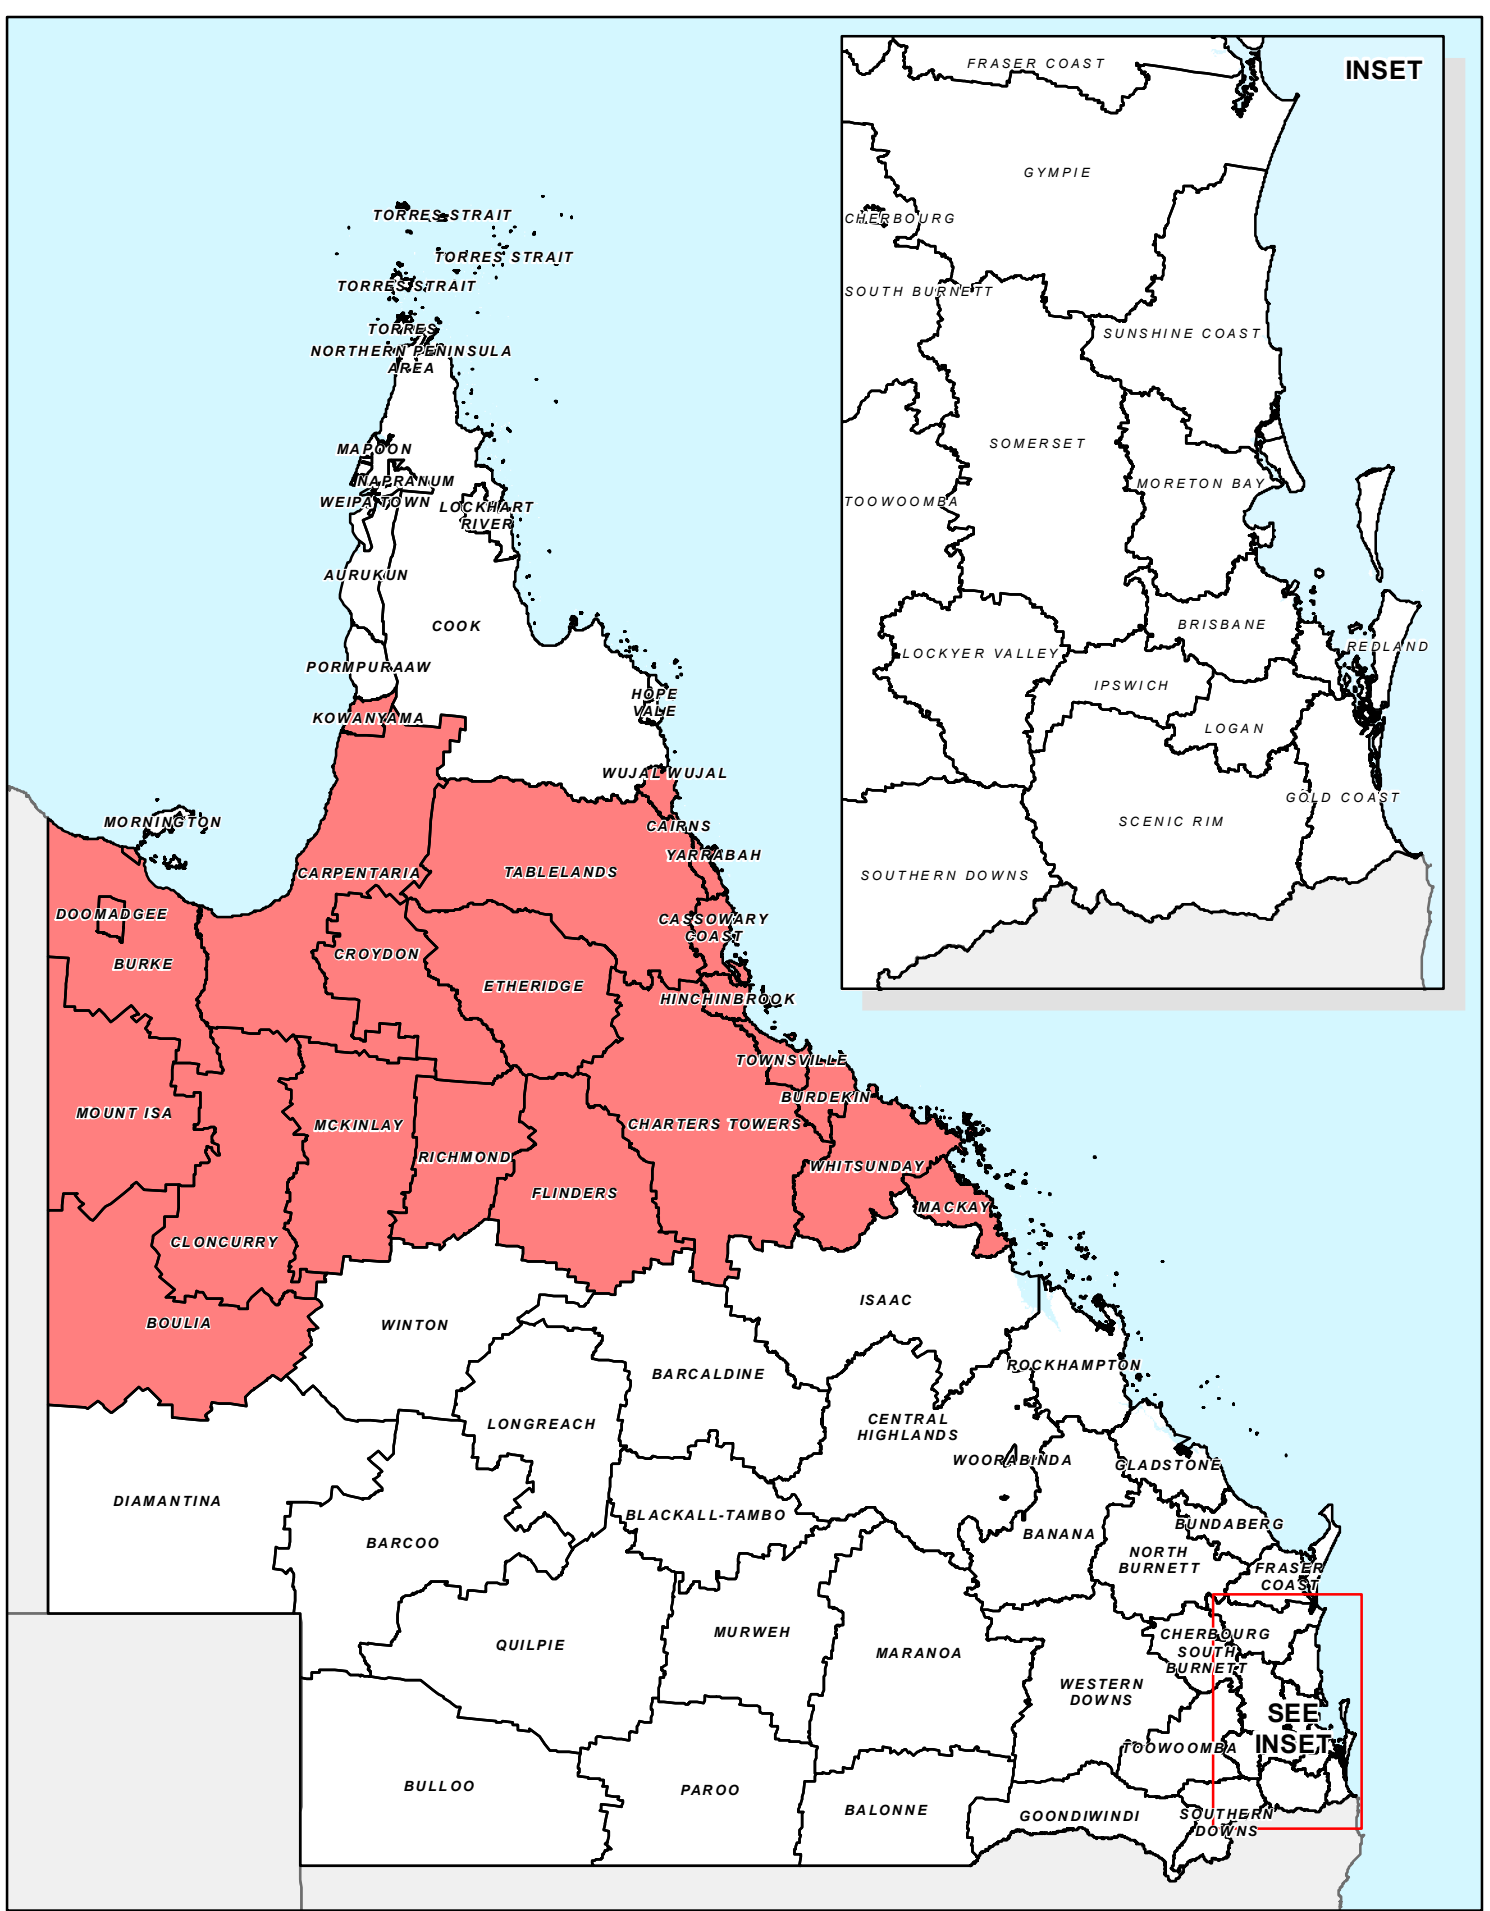 INSET
FRASER COAST
GYMPIE
CHERBOURG
SOUTH BURNETT
SUNSHINE COAST
SOMERSET
MORETON BAY
TOOWOOMBA
BRISBANE
LOCKYER VALLEY
REDLAND
IPSWICH
LOGAN
GOLD COAST
SCENIC RIM
SOUTHERN DOWNS
TORRES STRAIT
TORRES STRAIT
TORRES STRAIT
TORRES
NORTHERN PENINSULA
AREA
MAPOON
NAPRANUM
WEIPA TOWN
LOCKHART
RIVER
AURUKUN
COOK
PORMPURAAW
HOPE
VALE
KOWANYAMA
WUJAL WUJAL
MORNINGTON
CAIRNS
YARRABAH
CARPENTARIA
TABLELANDS
DOOMADGEE
CASSOWARY
COAST
CROYDON
BURKE
ETHERIDGE
HINCHINBROOK
TOWNSVILLE
BURDEKIN
MOUNT ISA
MCKINLAY
CHARTERS TOWERS
RICHMOND
WHITSUNDAY
FLINDERS
MACKAY
CLONCURRY
ISAAC
BOULIA
WINTON
ROCKHAMPTON
BARCALDINE
LONGREACH
CENTRAL
HIGHLANDS
WOORABINDA
GLADSTONE
DIAMANTINA
BLACKALL-TAMBO
BUNDABERG
BANANA
BARCOO
NORTH
BURNETT
FRASER
COAST
QUILPIE
MURWEH
MARANOA
CHERBOURG
SOUTH
BURNETT
WESTERN
DOWNS
SEE
INSET
TOOWOOMBA
BULLOO
PAROO
BALONNE
GOONDIWINDI
SOUTHERN
DOWNS